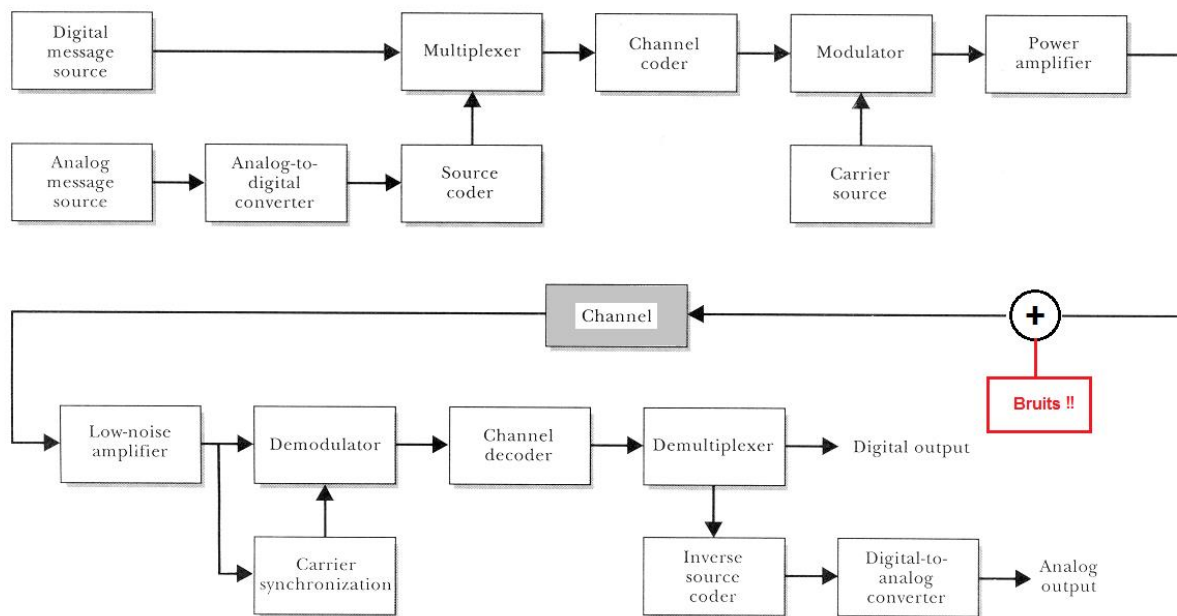 Digital
message
source
Multiplexer
Channel
coder
Modulator
Power
amplifier
Analog
message
source
Analog-to-
digital
converter
Source
coder
Carrier
source
Channel
+
Bruits !!
Low-noise
amplifier
Demodulator
Channel
decoder
Demultiplexer
Digital output
Carrier
synchronization
Inverse
source
coder
Digital-to-
analog
converter
Analog
output